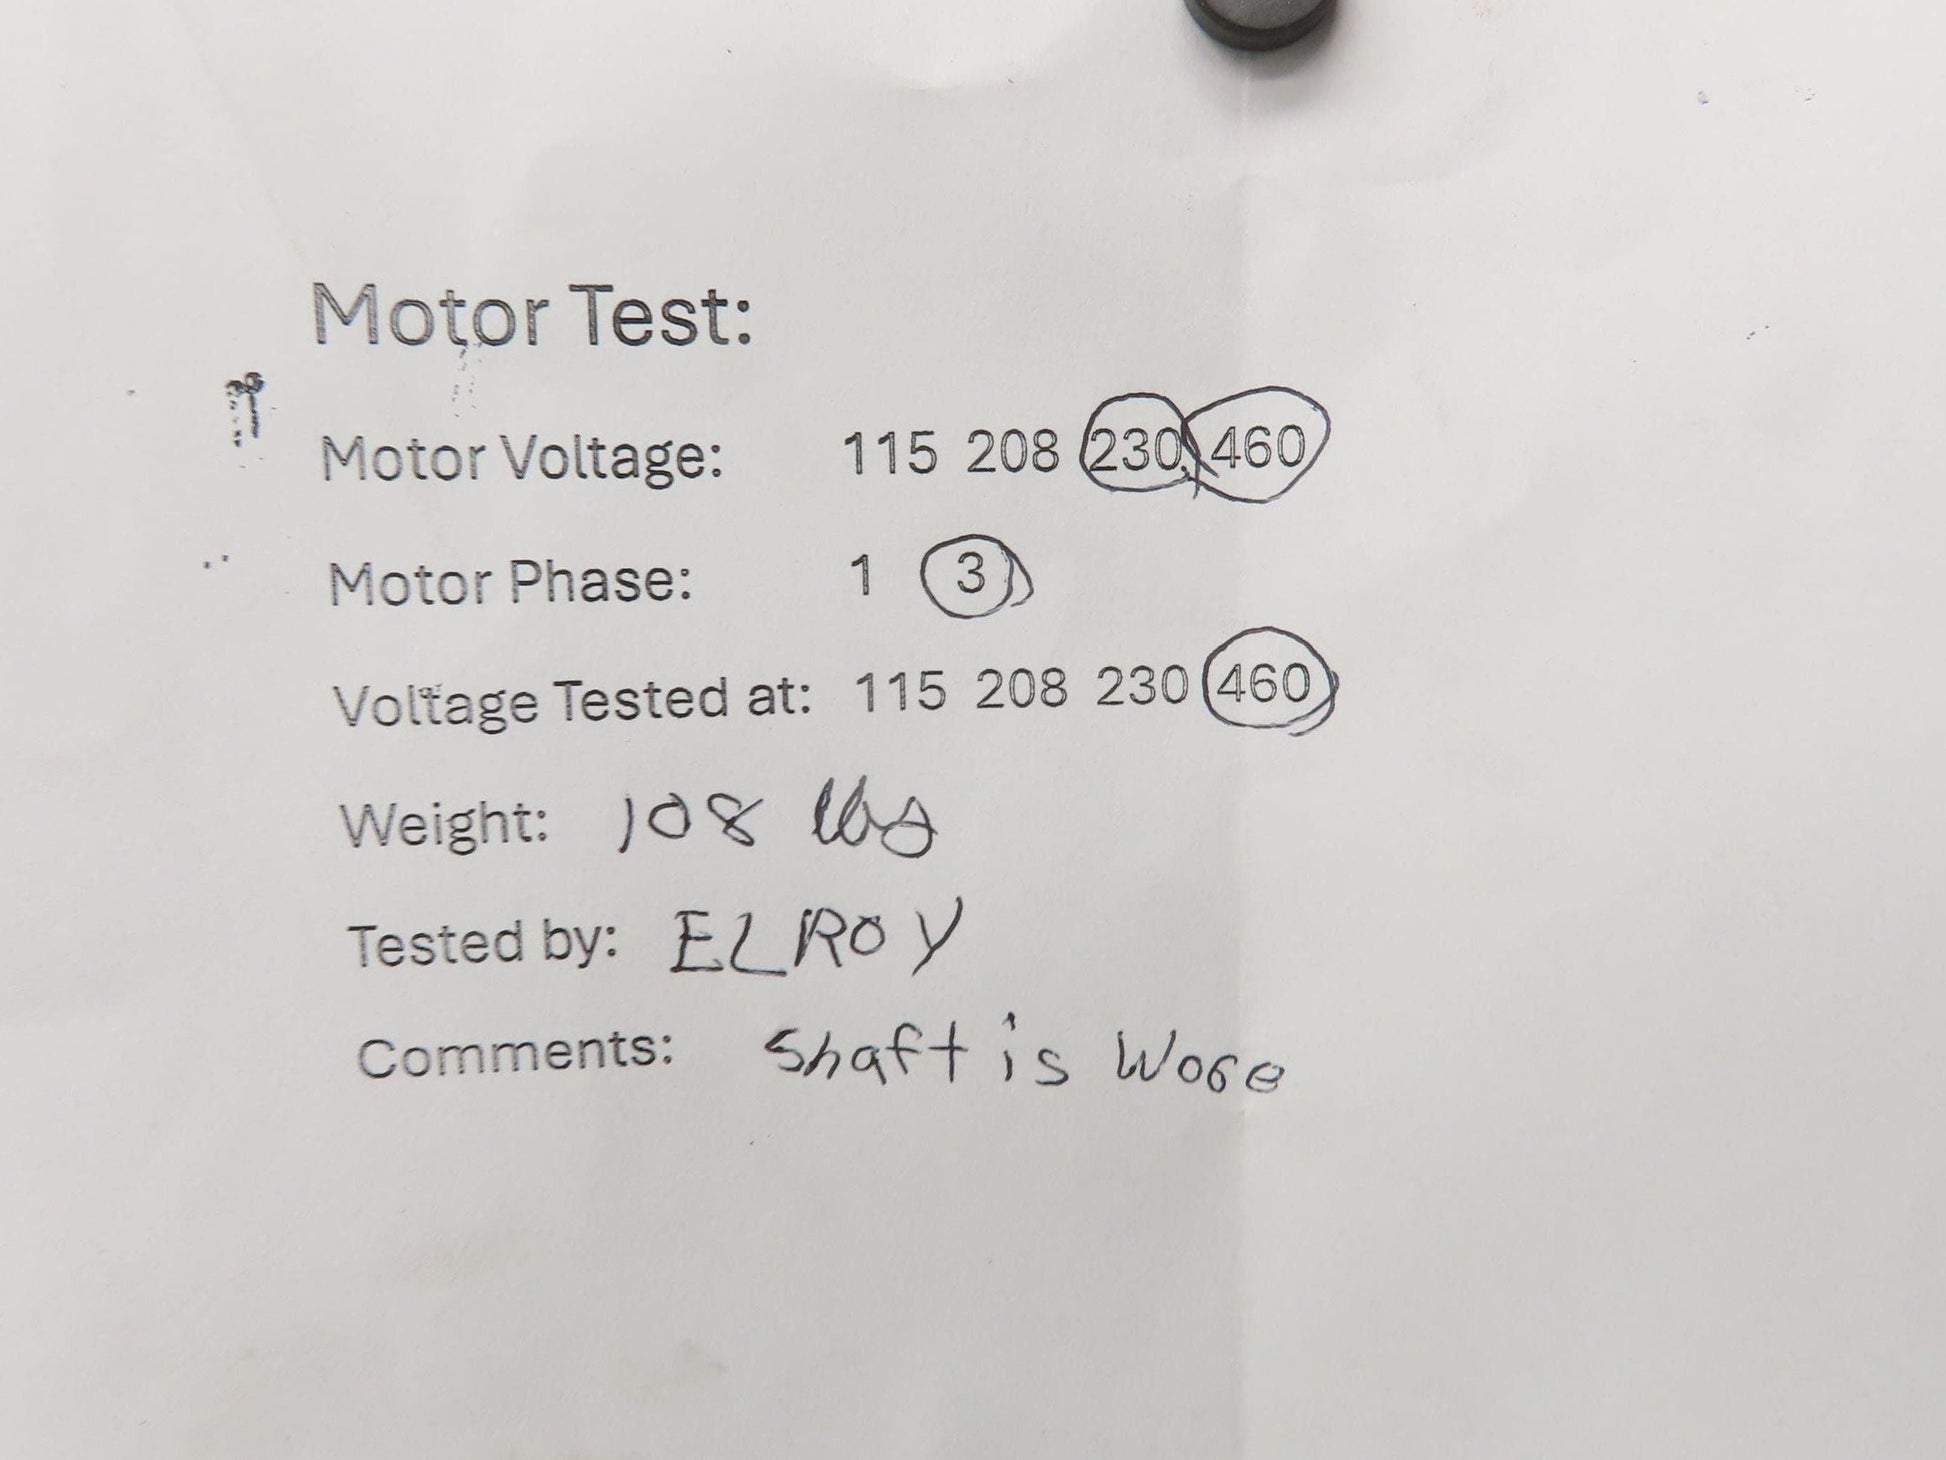 Motor Test:
Motor Voltage: 115 208 230 460
Motor Phase: 1 3
Voltage Tested at: 115 208 230 460
Weight: 108 lbs
Tested by: ELROY
Comments: Shaft is Wore